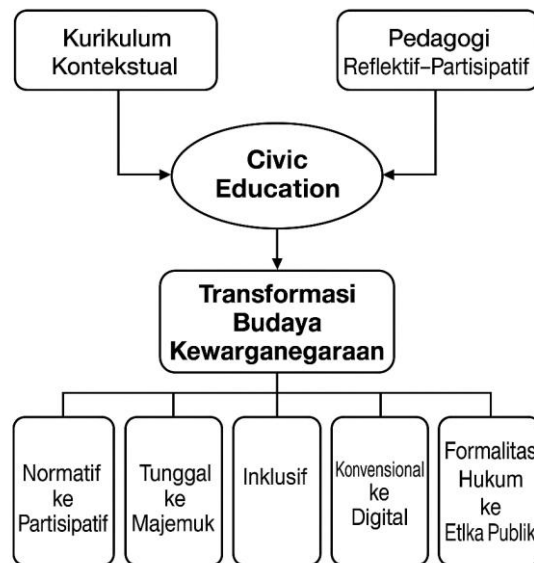 Kurikulum
Kontekstual
Pedagogi
Reflektif–Partisipatif
Civic
Education
Transformasi
Budaya
Kewarganegaraan
Normatif
ke
Partisipatif
Tunggal
ke
Majemuk
Inklusif
Konvensional
ke
Digital
Formalitas
Hukum
ke
Etlka Publik